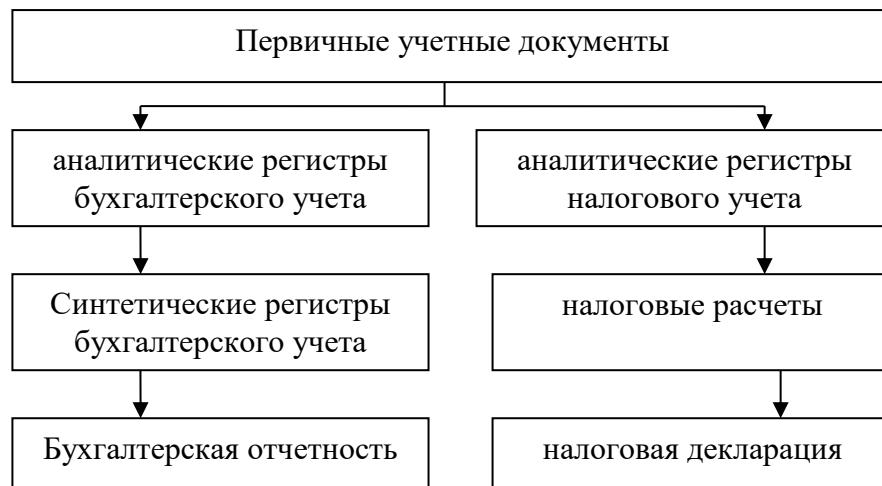 Первичные учетные документы
аналитические регистры
бухгалтерского учета
аналитические регистры
налогового учета
Синтетические регистры
бухгалтерского учета
налоговые расчеты
Бухгалтерская отчетность
налоговая декларация